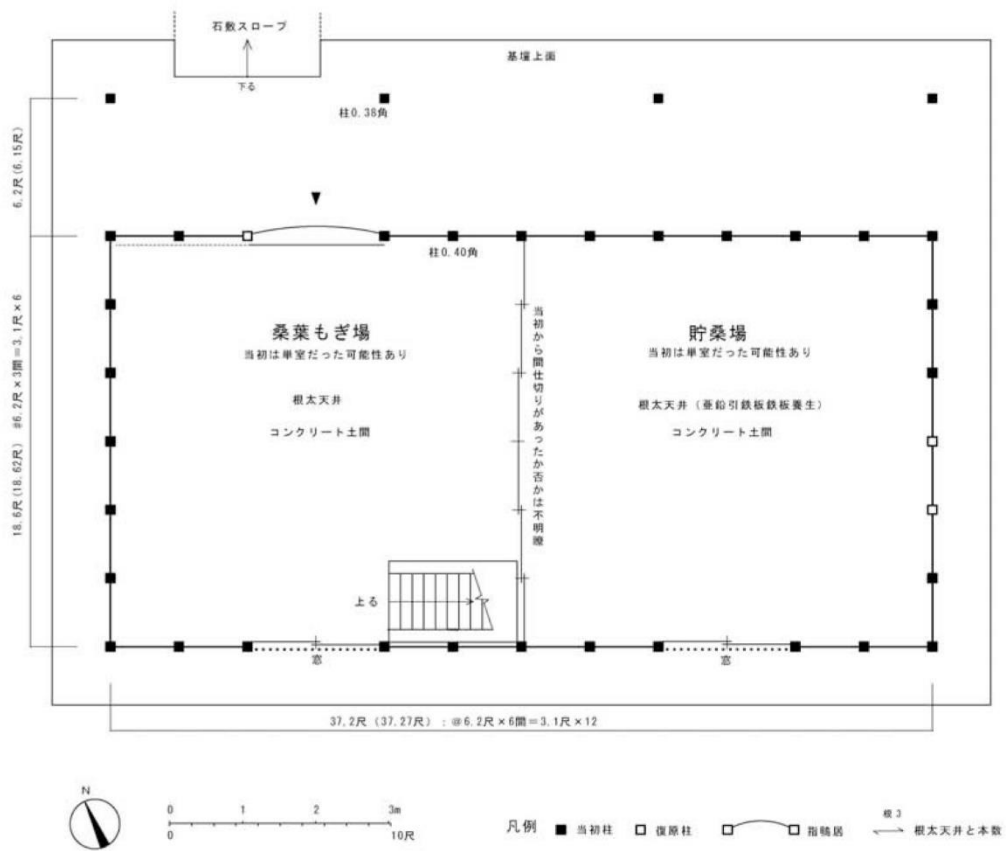 石敷スロープ
下る
基壇上面
柱0.38角
6.2尺(6.15尺)
柱0.40角
桑葉もぎ場
当初は単室だった可能性あり
根太天井
コンクリート土間
当初から間仕切りがあったか否かは不明瞭
貯桑場
当初は単室だった可能性あり
根太天井(亜鉛引鉄板鉄板養生)
コンクリート土間
18.6尺(18.62尺) @6.2尺×3間=3.1尺×6
上る
窓
窓
37.2尺(37.27尺):@6.2尺×6間=3.1尺×12
N
0 1 2 3m
0 10尺
凡例 当初柱 復原柱 指鴨居 根3 根太天井と本数